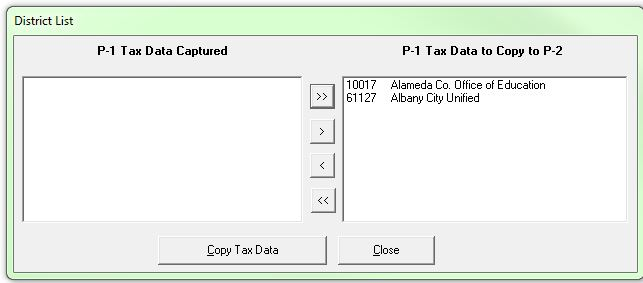 District List
P-1 Tax Data Captured
P-1 Tax Data to Copy to P-2
10017 Alameda Co. Office of Education
61127 Albany City Unified
>>
>
<
<<
Copy Tax Data
Close